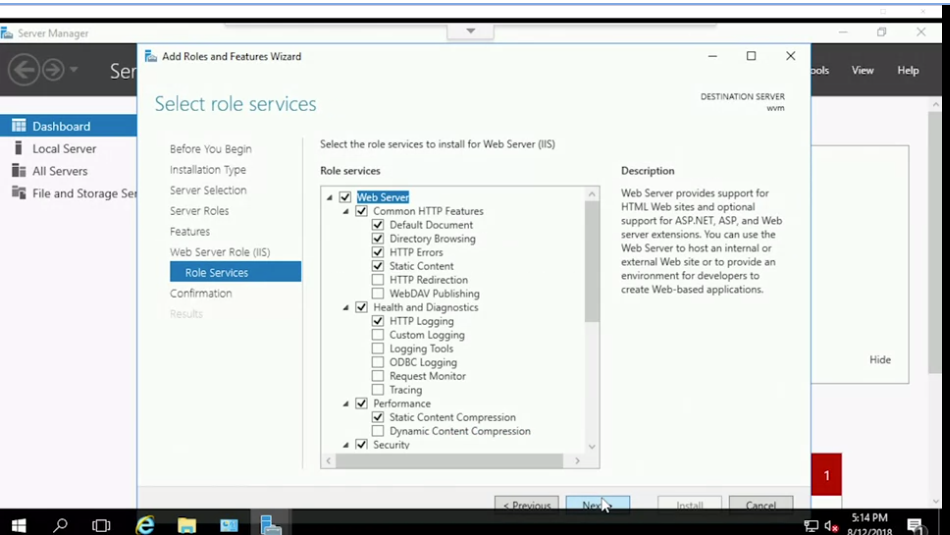 Server Manager
Add Roles and Features Wizard
Ser
ools View Help
Select role services
DESTINATION SERVER
wvm
Dashboard
Local Server
All Servers
File and Storage Ser
Before You Begin
Installation Type
Server Selection
Server Roles
Features
Web Server Role (IIS)
Role Services
Confirmation
Results
Select the role services to install for Web Server (IIS)
Role services
Web Server
Common HTTP Features
Default Document
Directory Browsing
HTTP Errors
Static Content
HTTP Redirection
WebDAV Publishing
Health and Diagnostics
HTTP Logging
Custom Logging
Logging Tools
ODBC Logging
Request Monitor
Tracing
Performance
Static Content Compression
Dynamic Content Compression
Security
Description
Web Server provides support for
HTML Web sites and optional
support for ASP.NET, ASP, and Web
server extensions. You can use the
Web Server to host an internal or
external Web site or to provide an
environment for developers to
create Web-based applications.
Hide
1
< Previous
Next
Install
Cancel
5:14 PM
8/12/2018